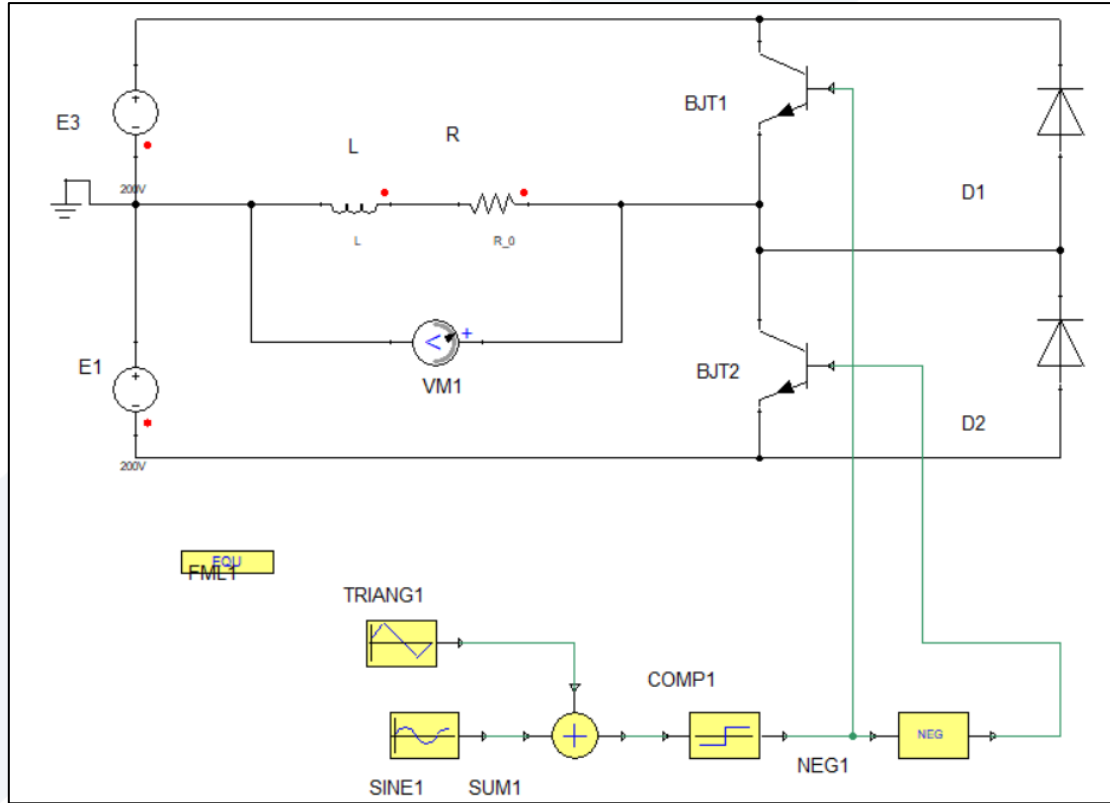 BJT1
E3
R
L
200V
D1
L
R_0
E1
VM1
BJT2
D2
200V
EQU
FML1
TRIANG1
COMP1
NEG
NEG1
SINE1
SUM1